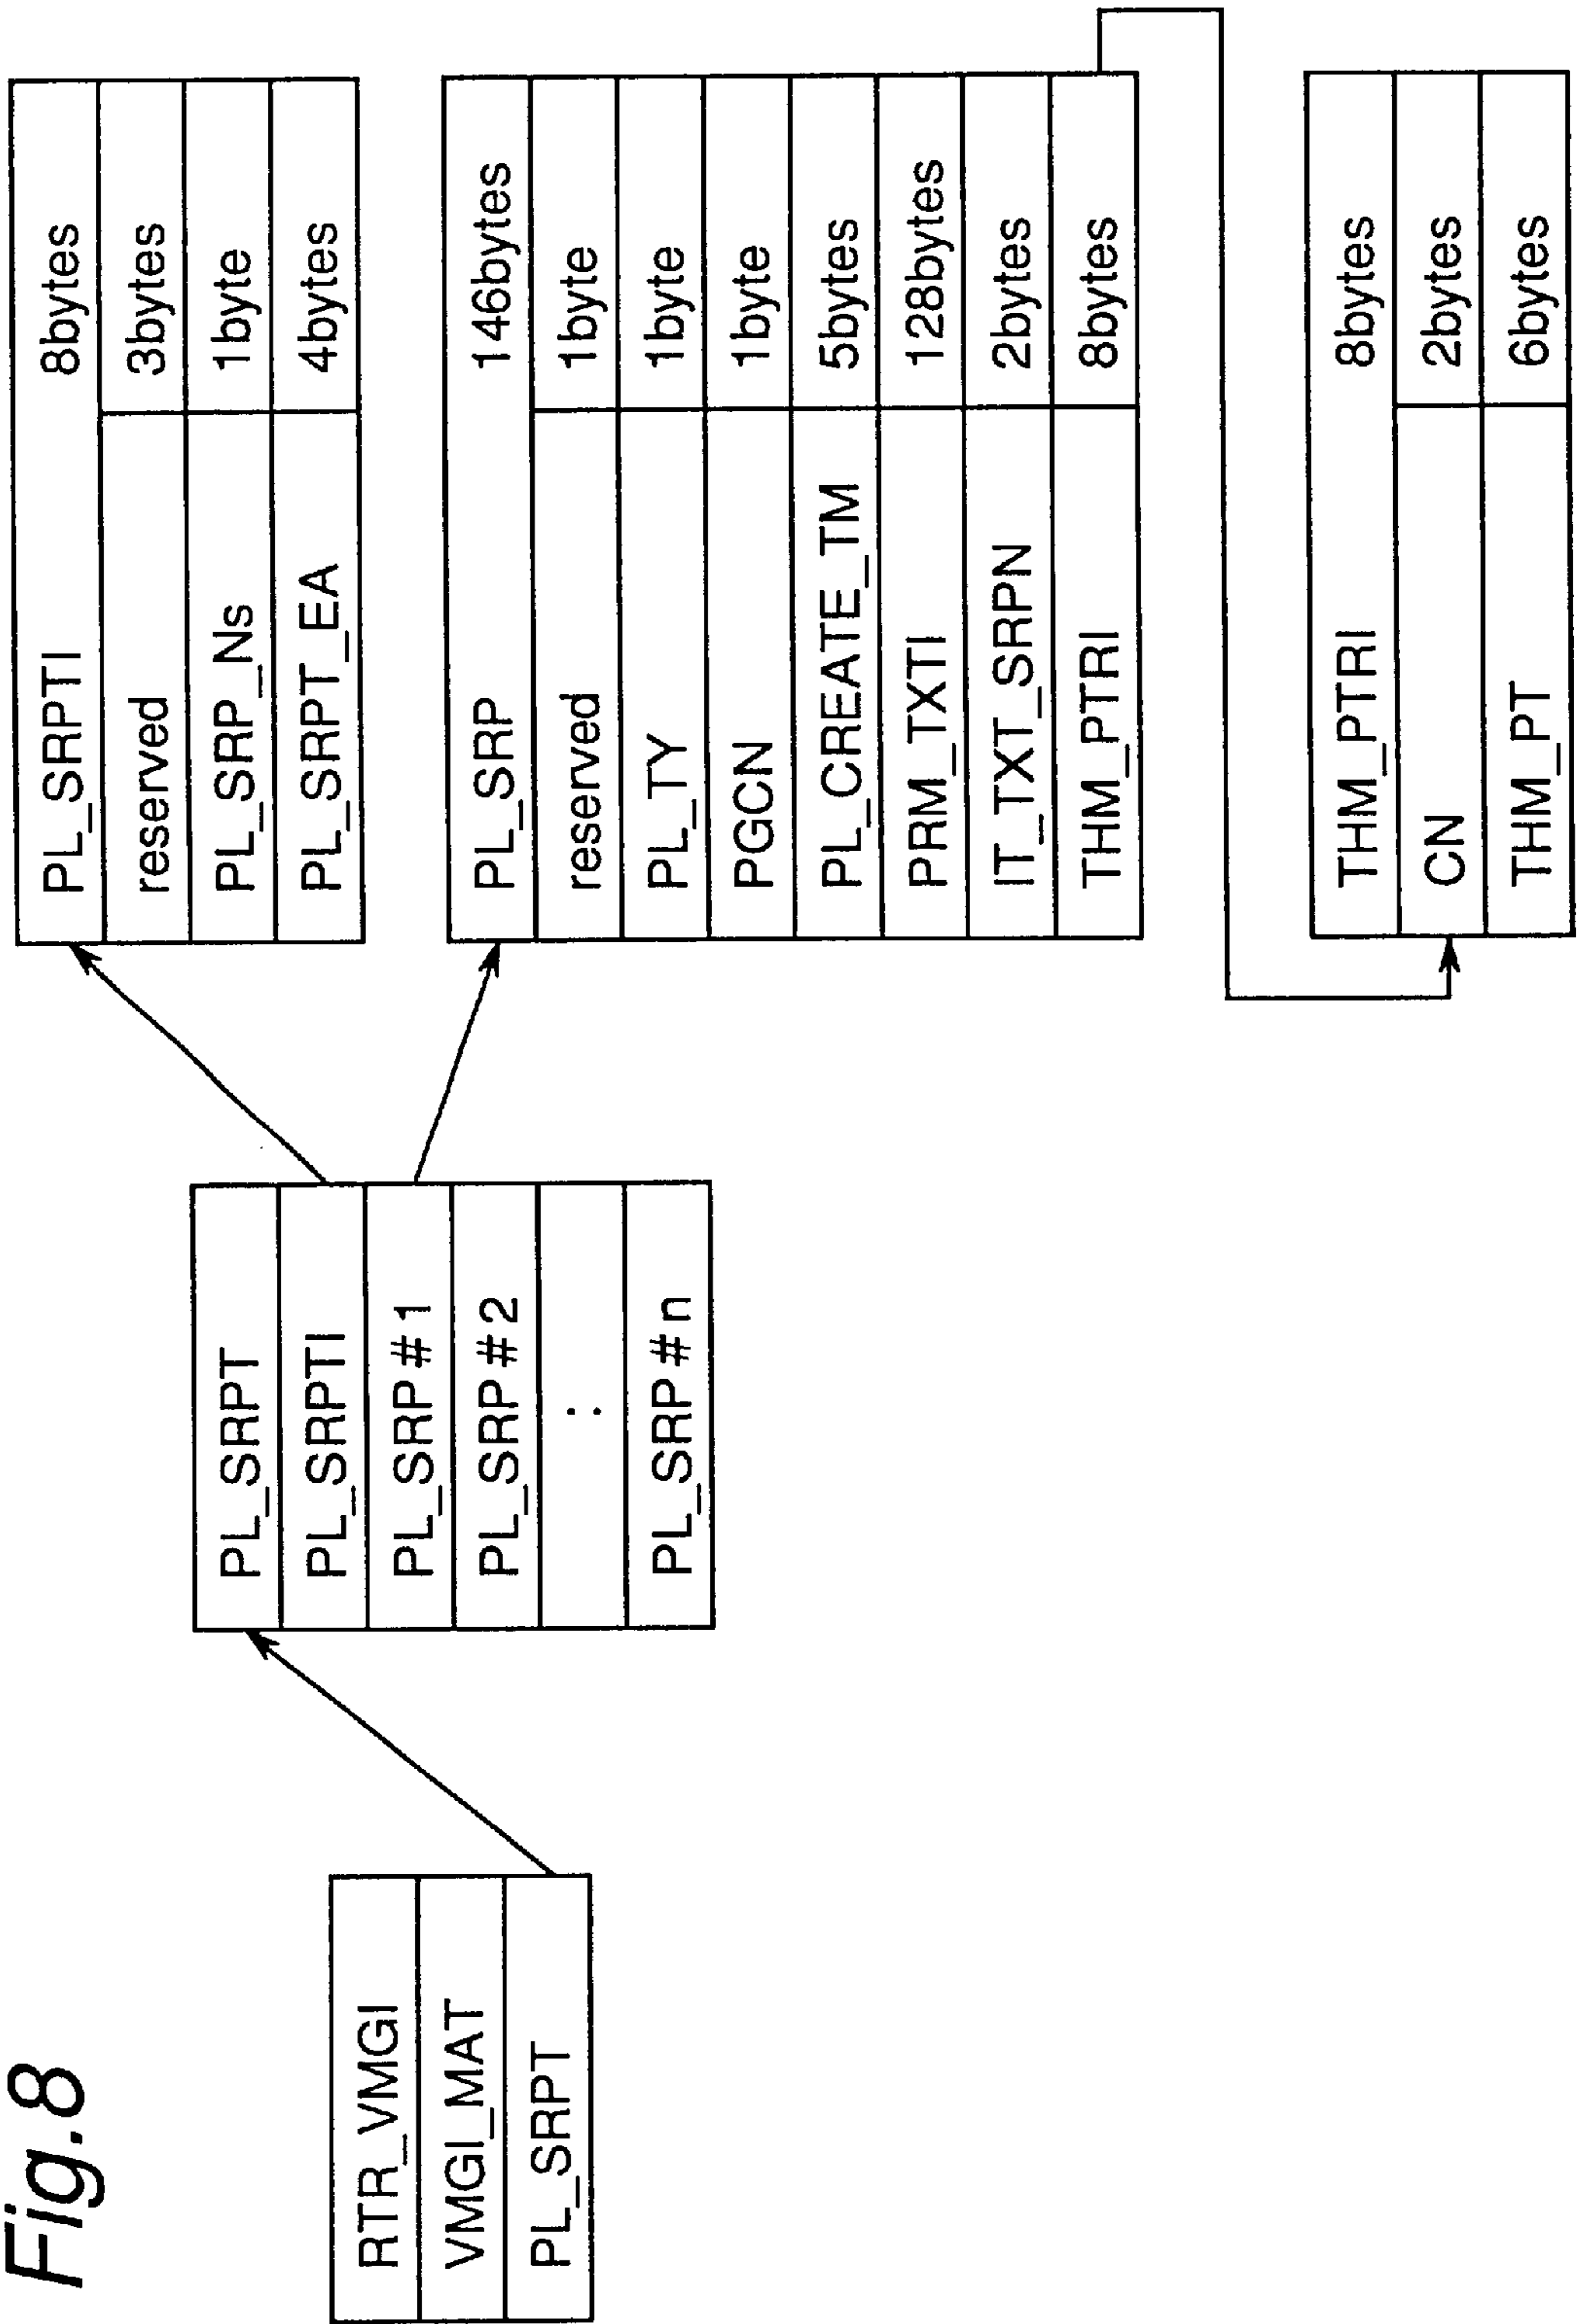 Fig.8
RTR_VMGI
VMGI_MAT
PL_SRPT
PL_SRPT
PL_SRPTI
PL_SRP#1
PL_SRP#2
:
PL_SRP#n
PL_SRPTI 8bytes
reserved 3bytes
PL_SRP_Ns 1byte
PL_SRPT_EA 4bytes
PL_SRP 146bytes
reserved 1byte
PL_TY 1byte
PGCN 1byte
PL_CREATE_TM 5bytes
PRM_TXTI 128bytes
IT_TXT_SRPN 2bytes
THM_PTRI 8bytes
THM_PTRI 8bytes
CN 2bytes
THM_PT 6bytes